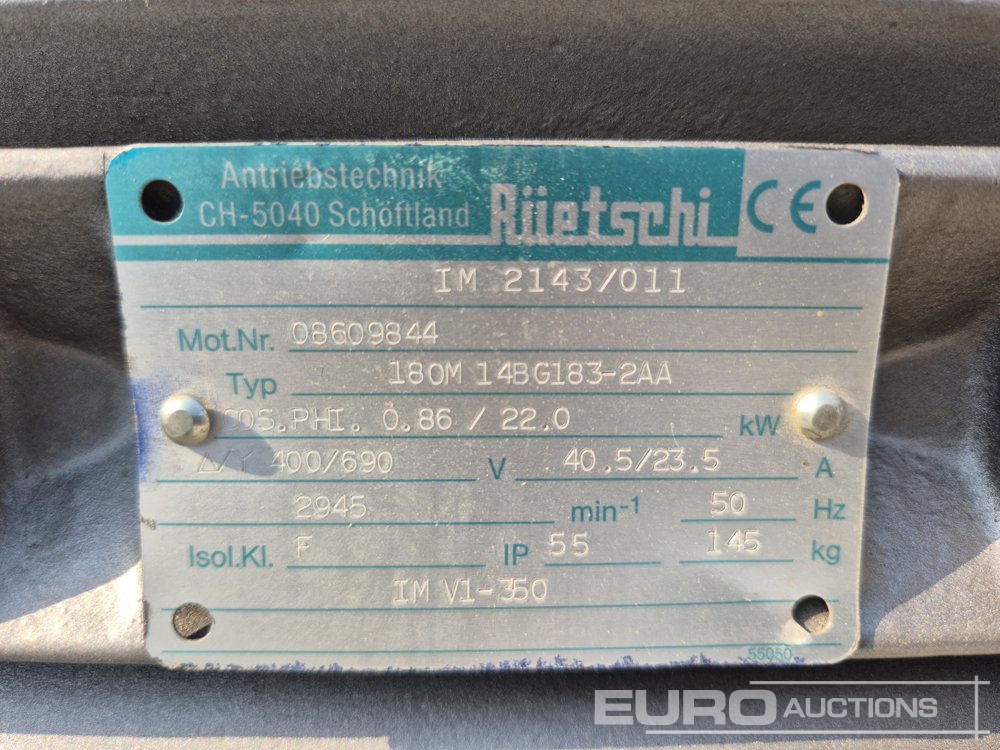 Antriebstechnik
CH-5040 Schöftland Rüetschi CE
IM 2143/011
Mot.Nr. 08609844
Typ 180M 14BG183-2AA
COS.PHI. 0.86 / 22.0 kW
Δ/Y 400/690 V 40.5/23.5 A
2945 min-1 50 Hz
Isol.Kl. F IP 55 145 kg
IM V1-350
55050
EURO AUCTIONS